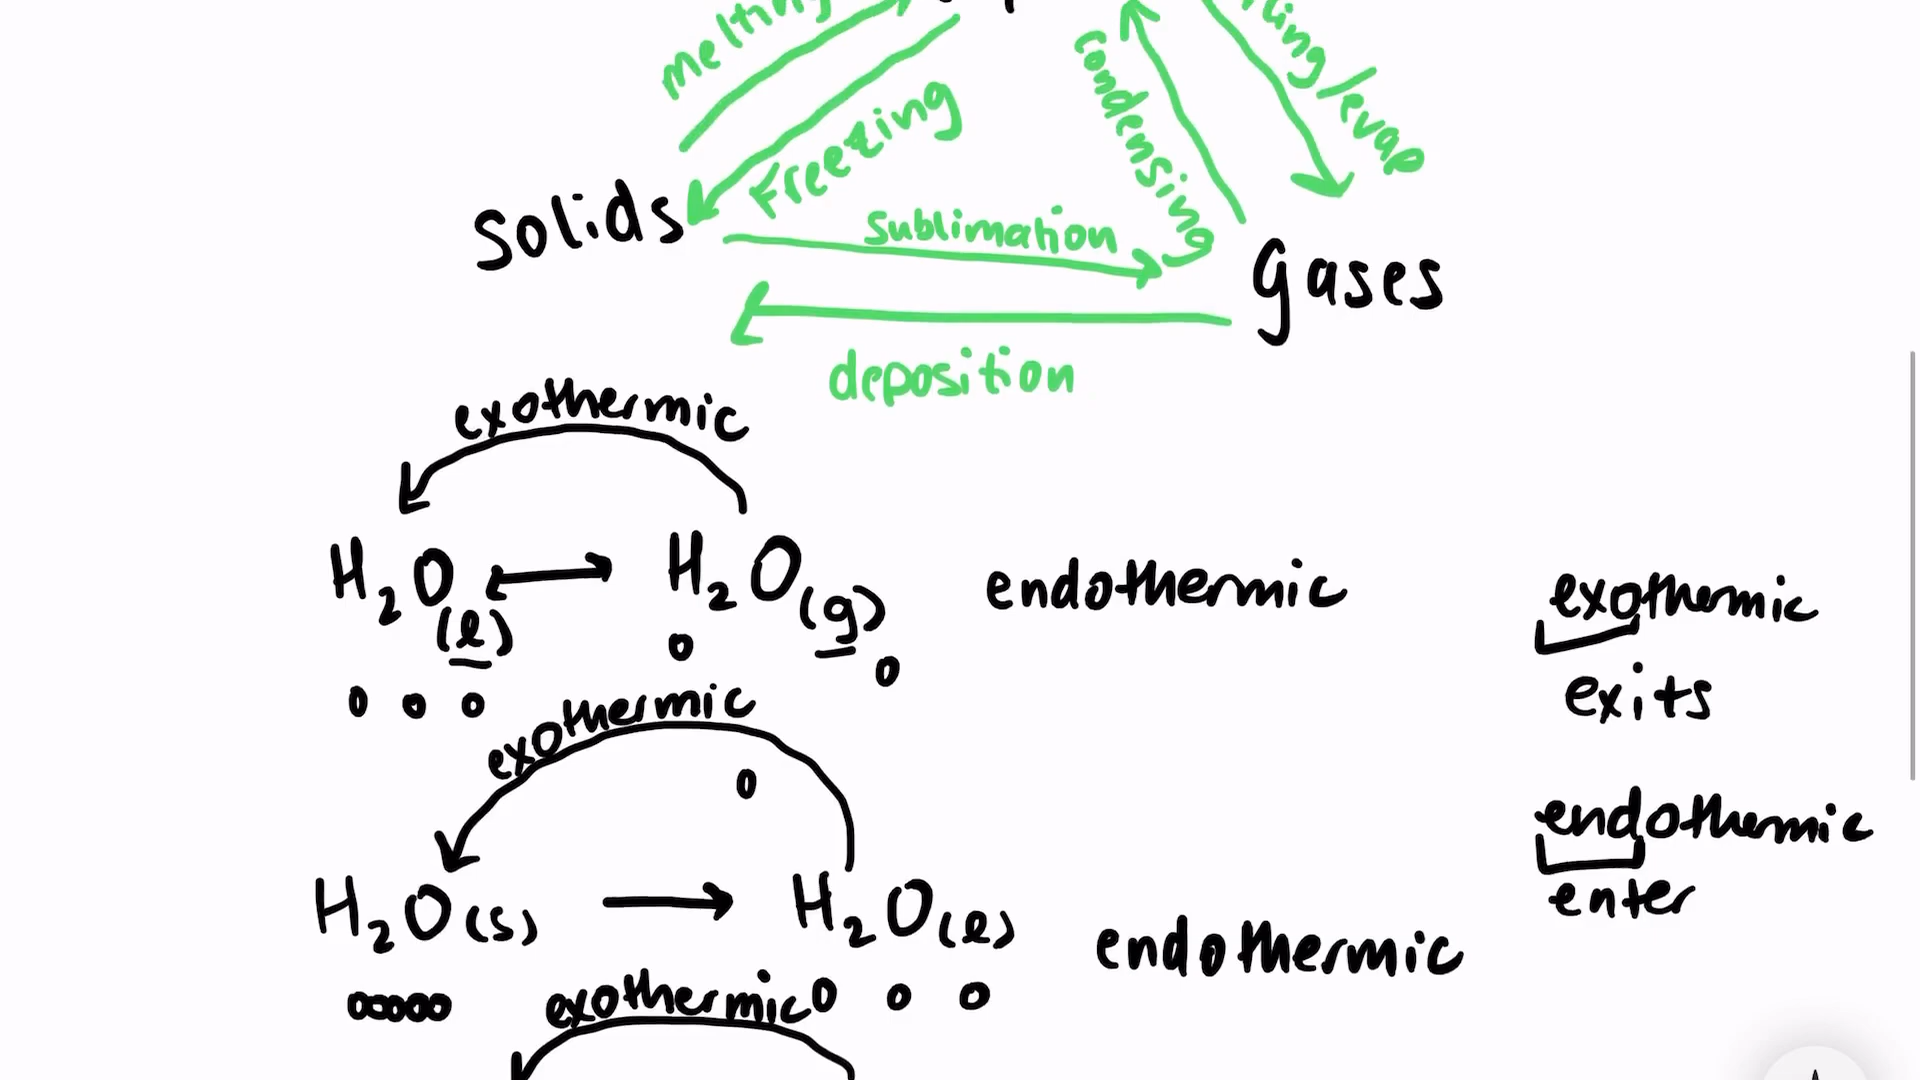 melting
Freezing
condensing
/evap
Solids
Sublimation
gases
deposition
exothermic
H₂O(l) ⟷ H₂O(g) endothermic
exothermic
exits
exothermic
endothermic
enter
H₂O(s) → H₂O(l) endothermic
exothermic